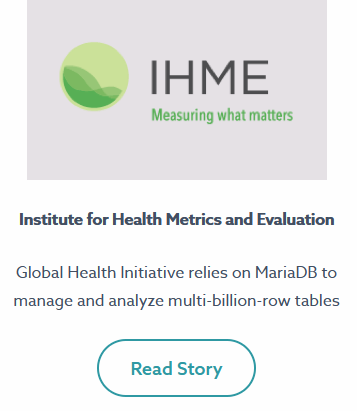 IHME
Measuring what matters
Institute for Health Metrics and Evaluation
Global Health Initiative relies on MariaDB to
manage and analyze multi-billion-row tables
Read Story